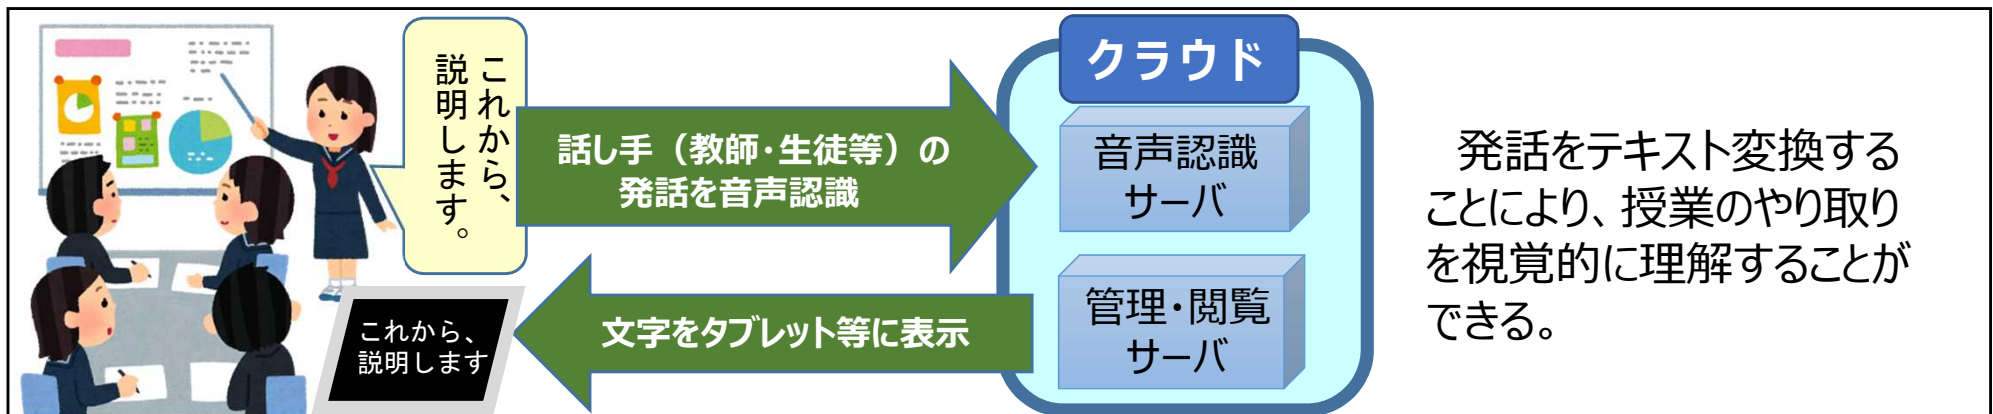 これから、
説明します。
話し手（教師・生徒等）の
発話を音声認識
クラウド
音声認識
サーバ
管理・閲覧
サーバ
文字をタブレット等に表示
これから、
説明します
発話をテキスト変換する
ことにより、授業のやり取り
を視覚的に理解することが
できる。